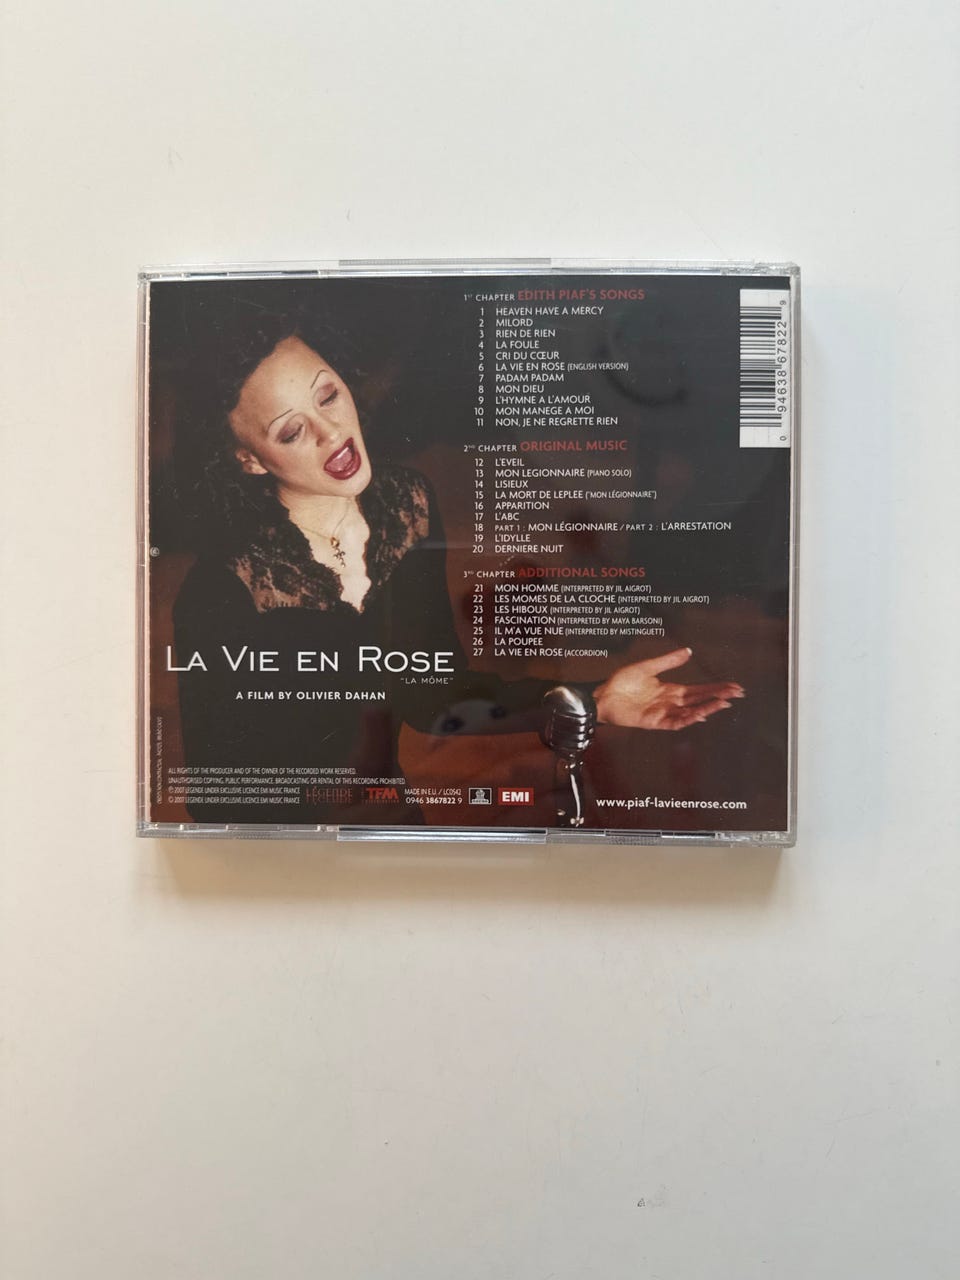 1ST CHAPTER EDITH PIAF'S SONGS
1 HEAVEN HAVE A MERCY
2 MILORD
3 RIEN DE RIEN
4 LA FOULE
5 CRI DU CŒUR
6 LA VIE EN ROSE (ENGLISH VERSION)
7 PADAM PADAM
8 MON DIEU
9 L'HYMNE A L'AMOUR
10 MON MANEGE A MOI
11 NON, JE NE REGRETTE RIEN
2ND CHAPTER ORIGINAL MUSIC
12 L'EVEIL
13 MON LEGIONNAIRE (PIANO SOLO)
14 LISIEUX
15 LA MORT DE LEPLEE ("MON LÉGIONNAIRE")
16 APPARITION
17 L'ABC
18 PART 1 : MON LÉGIONNAIRE / PART 2 : L'ARRESTATION
19 L'IDYLLE
20 DERNIERE NUIT
3RD CHAPTER ADDITIONAL SONGS
21 MON HOMME (INTERPRETED BY JIL AIGROT)
22 LES MOMES DE LA CLOCHE (INTERPRETED BY JIL AIGROT)
23 LES HIBOUX (INTERPRETED BY JIL AIGROT)
24 FASCINATION (INTERPRETED BY MAYA BARSONI)
25 IL M'A VUE NUE (INTERPRETED BY MISTINGUETT)
26 LA POUPEE
27 LA VIE EN ROSE (ACCORDION)
0 94638 67822 9
LA VIE EN ROSE
"LA MÔME"
A FILM BY OLIVIER DAHAN
ALL RIGHTS OF THE PRODUCER AND OF THE OWNER OF THE RECORDED WORK RESERVED.
UNAUTHORISED COPYING, PUBLIC PERFORMANCE, BROADCASTING OR RENTAL OF THIS RECORDING PROHIBITED.
℗ 2007 LEGENDE UNDER EXCLUSIVE LICENCE EMI MUSIC FRANCE
© 2007 LEGENDE UNDER EXCLUSIVE LICENCE EMI MUSIC FRANCE
LÉGENDE
TFM
DISTRIBUTION
MADE IN E.U. / LC0542
0946 3867822 9
EMI
www.piaf-lavieenrose.com